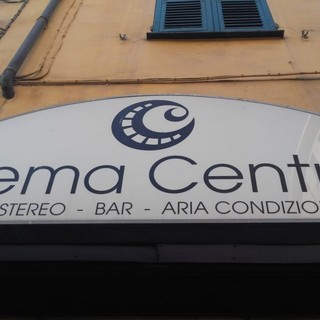 ema Centr
STEREO - BAR - ARIA CONDIZIO